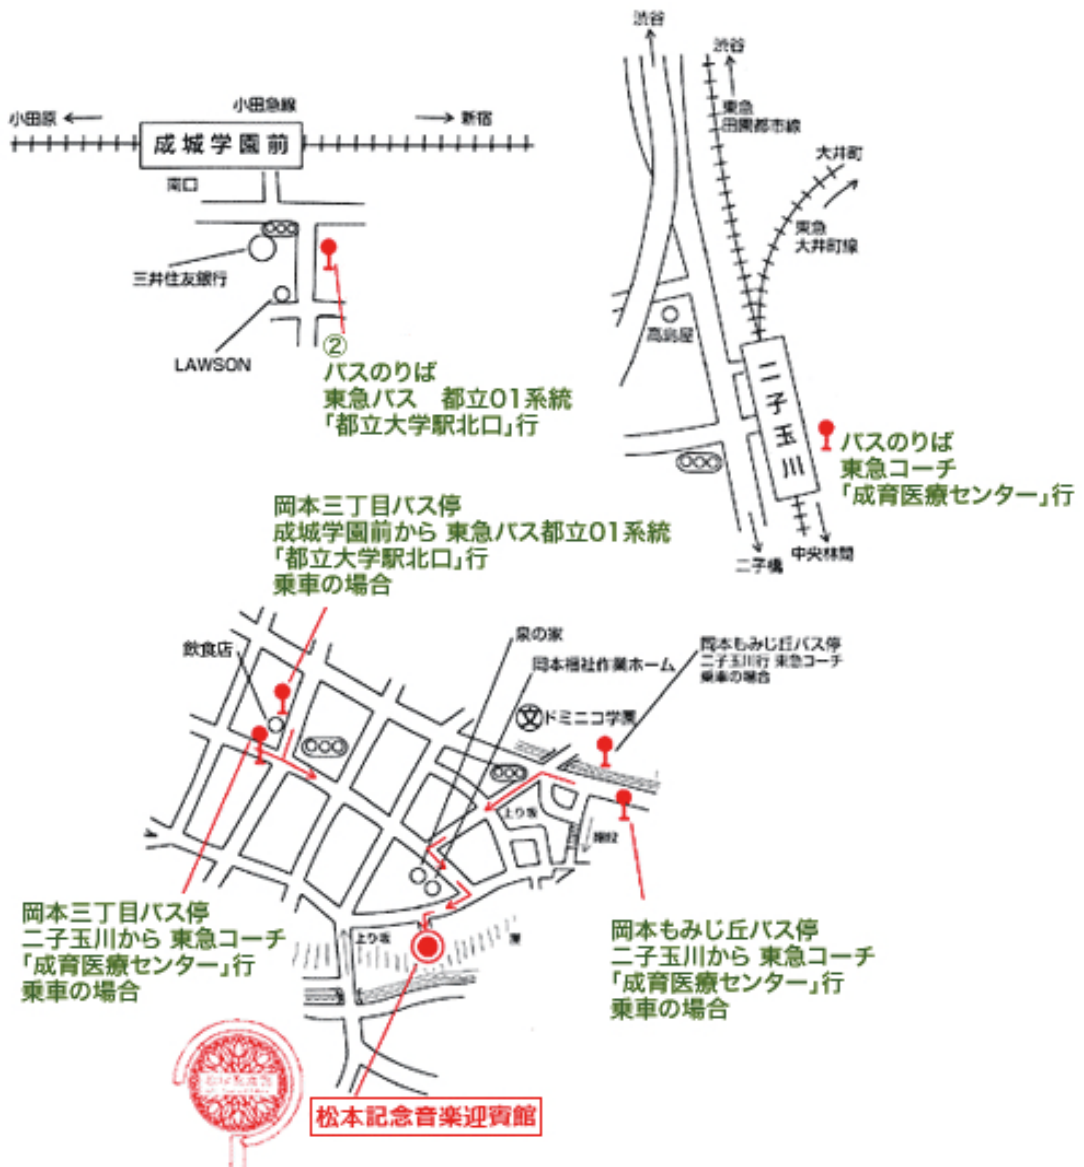 渋谷
渋谷
東急
田園都市線
大井町
東急
大井町線
高島屋
二子玉川
バスのりば
東急コーチ
「成育医療センター」行
二子橋
中央林間
小田急線
小田原
新宿
成城学園前
南口
三井住友銀行
LAWSON
②
バスのりば
東急バス 都立01系統
「都立大学駅北口」行
岡本三丁目バス停
成城学園前から 東急バス都立01系統
「都立大学駅北口」行
乗車の場合
飲食店
泉の家
岡本福祉作業ホーム
岡本もみじ丘バス停
二子玉川行 東急コーチ
乗車の場合
文
ドミニコ学園
上り坂
階段
岡本三丁目バス停
二子玉川から 東急コーチ
「成育医療センター」行
乗車の場合
上り坂
岡本もみじ丘バス停
二子玉川から 東急コーチ
「成育医療センター」行
乗車の場合
松本記念音楽迎賓館